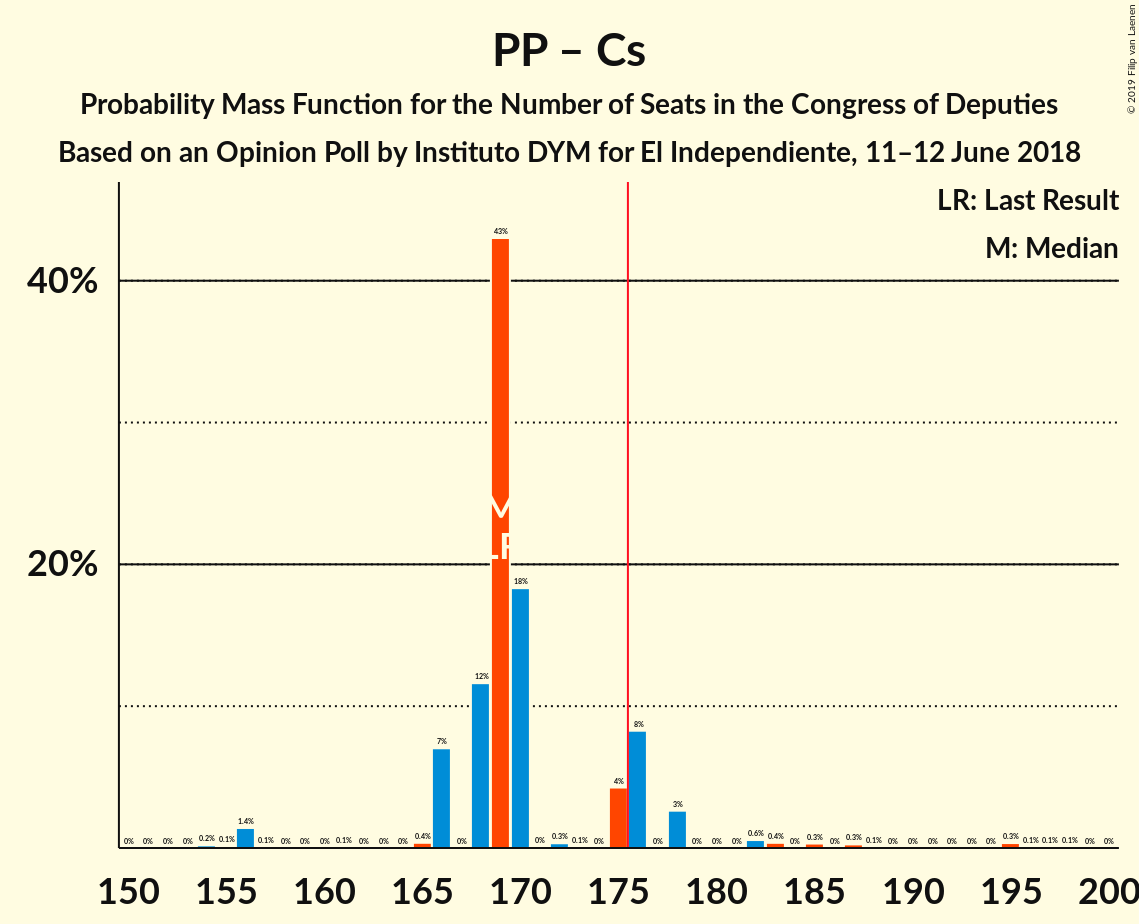 PP – Cs
Probability Mass Function for the Number of Seats in the Congress of Deputies
Based on an Opinion Poll by Instituto DYM for El Independiente, 11–12 June 2018
© 2019 Filip van Laenen
LR: Last Result
M: Median
40%
20%
0% 0% 0% 0% 0.2% 0.1% 1.4% 0.1% 0% 0% 0% 0.1% 0% 0% 0% 0.4% 7% 0% 12% 43% 18% 0% 0.3% 0.1% 0% 4% 8% 0% 3% 0% 0% 0% 0.6% 0.4% 0% 0.3% 0% 0.3% 0.1% 0% 0% 0% 0% 0% 0% 0.3% 0.1% 0.1% 0.1% 0% 0%
M
LR
150 155 160 165 170 175 180 185 190 195 200